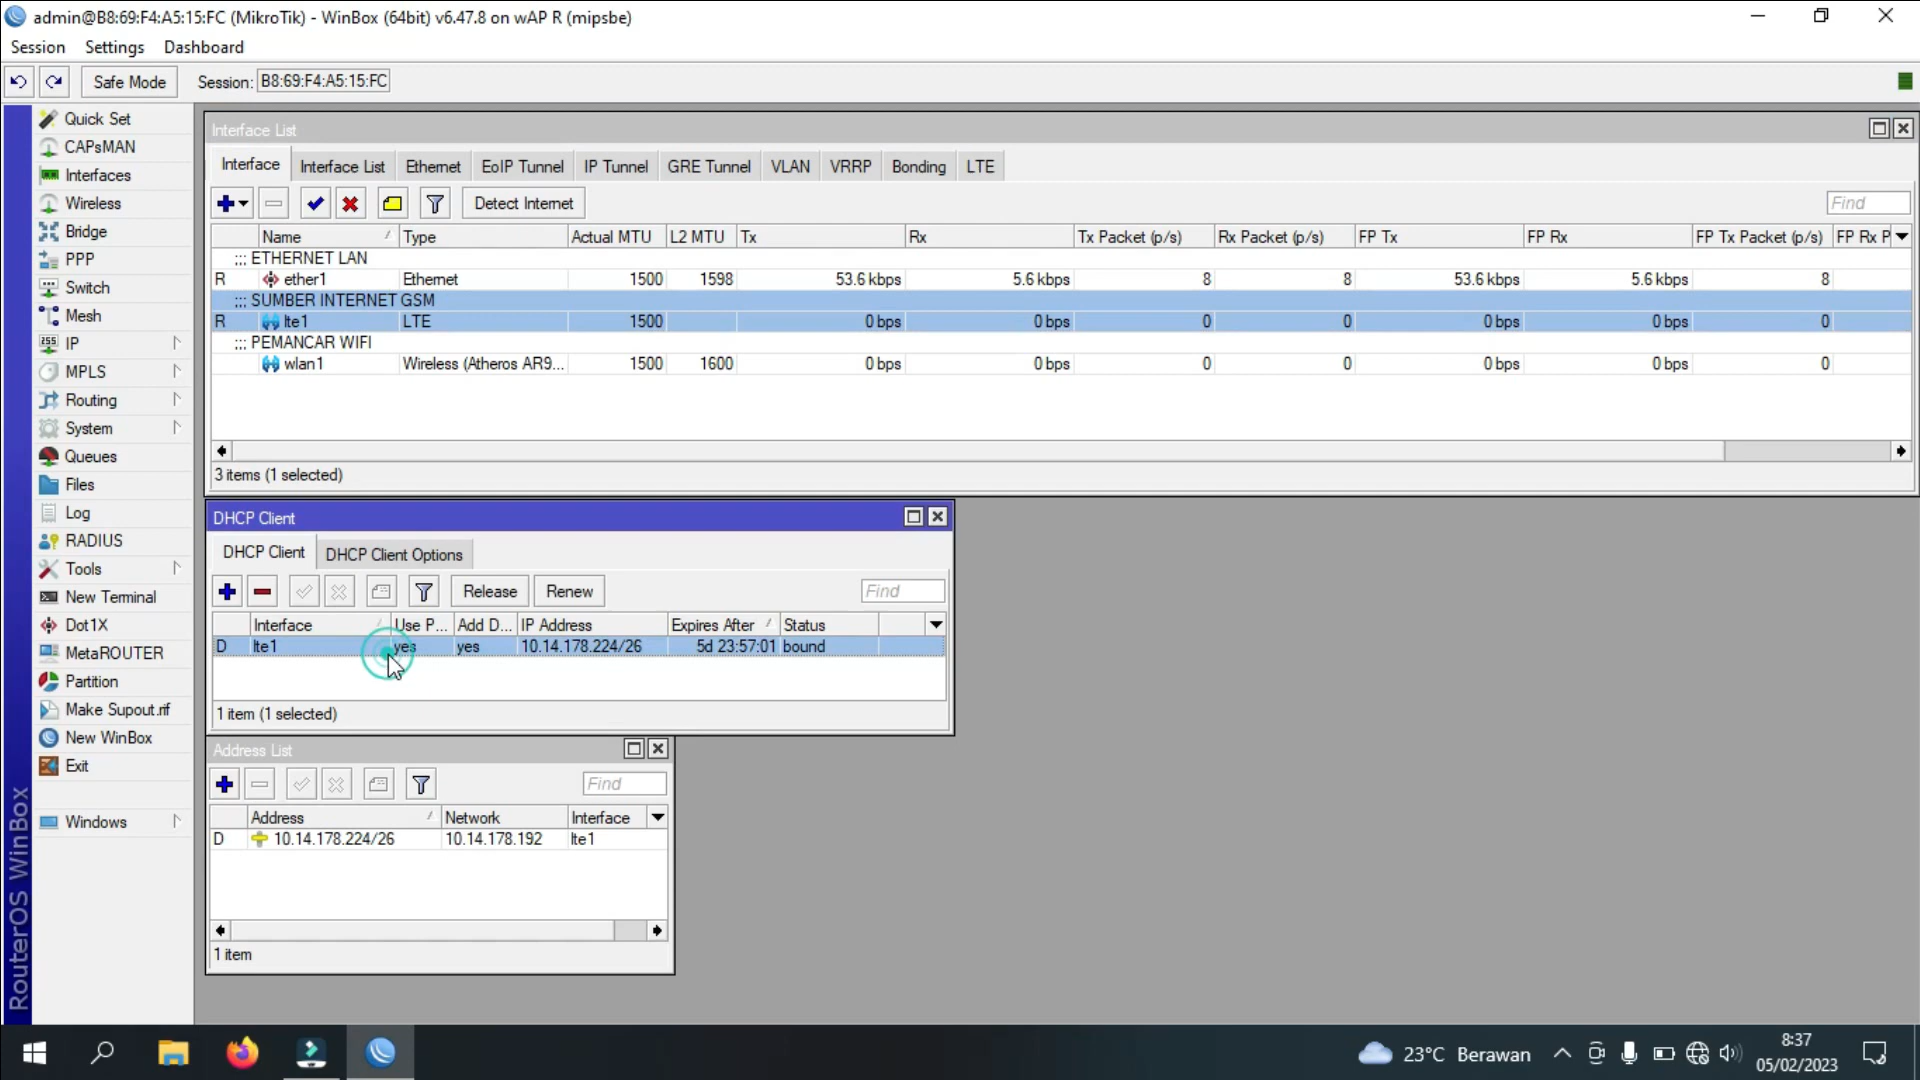 admin@B8:69:F4:A5:15:FC (MikroTik) - WinBox (64bit) v6.47.8 on wAP R (mipsbe)
Session Settings Dashboard
Safe Mode Session: B8:69:F4:A5:15:FC
Quick Set
CAPsMAN
Interfaces
Wireless
Bridge
PPP
Switch
Mesh
IP
MPLS
Routing
System
Queues
Files
Log
RADIUS
Tools
New Terminal
Dot1X
MetaROUTER
Partition
Make Supout.rif
New WinBox
Exit
Windows
RouterOS WinBox
Interface List
Interface Interface List Ethernet EoIP Tunnel IP Tunnel GRE Tunnel VLAN VRRP Bonding LTE
Detect Internet Find
Name Type Actual MTU L2 MTU Tx Rx Tx Packet (p/s) Rx Packet (p/s) FP Tx FP Rx FP Tx Packet (p/s) FP Rx P
;;; ETHERNET LAN
R ether1 Ethernet 1500 1598 53.6 kbps 5.6 kbps 8 8 53.6 kbps 5.6 kbps 8
;;; SUMBER INTERNET GSM
R lte1 LTE 1500 0 bps 0 bps 0 0 0 bps 0 bps 0
;;; PEMANCAR WIFI
wlan1 Wireless (Atheros AR9... 1500 1600 0 bps 0 bps 0 0 0 bps 0 bps 0
3 items (1 selected)
DHCP Client
DHCP Client DHCP Client Options
Release Renew Find
Interface Use P... Add D... IP Address Expires After Status
D lte1 yes yes 10.14.178.224/26 5d 23:57:01 bound
1 item (1 selected)
Address List
Find
Address Network Interface
D 10.14.178.224/26 10.14.178.192 lte1
1 item
23°C Berawan
8:37
05/02/2023